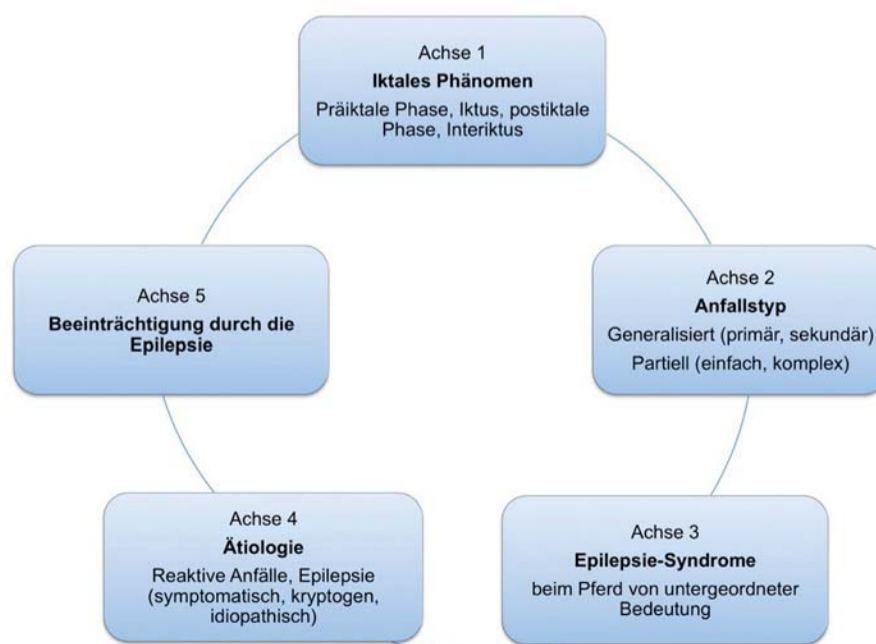 Achse 1
Iktales Phänomen
Präiktale Phase, Iktus, postiktale
Phase, Interiktus
Achse 2
Anfallstyp
Generalisiert (primär, sekundär)
Partiell (einfach, komplex)
Achse 3
Epilepsie-Syndrome
beim Pferd von untergeordneter
Bedeutung
Achse 4
Ätiologie
Reaktive Anfälle, Epilepsie
(symptomatisch, kryptogen,
idiopathisch)
Achse 5
Beeinträchtigung durch die
Epilepsie